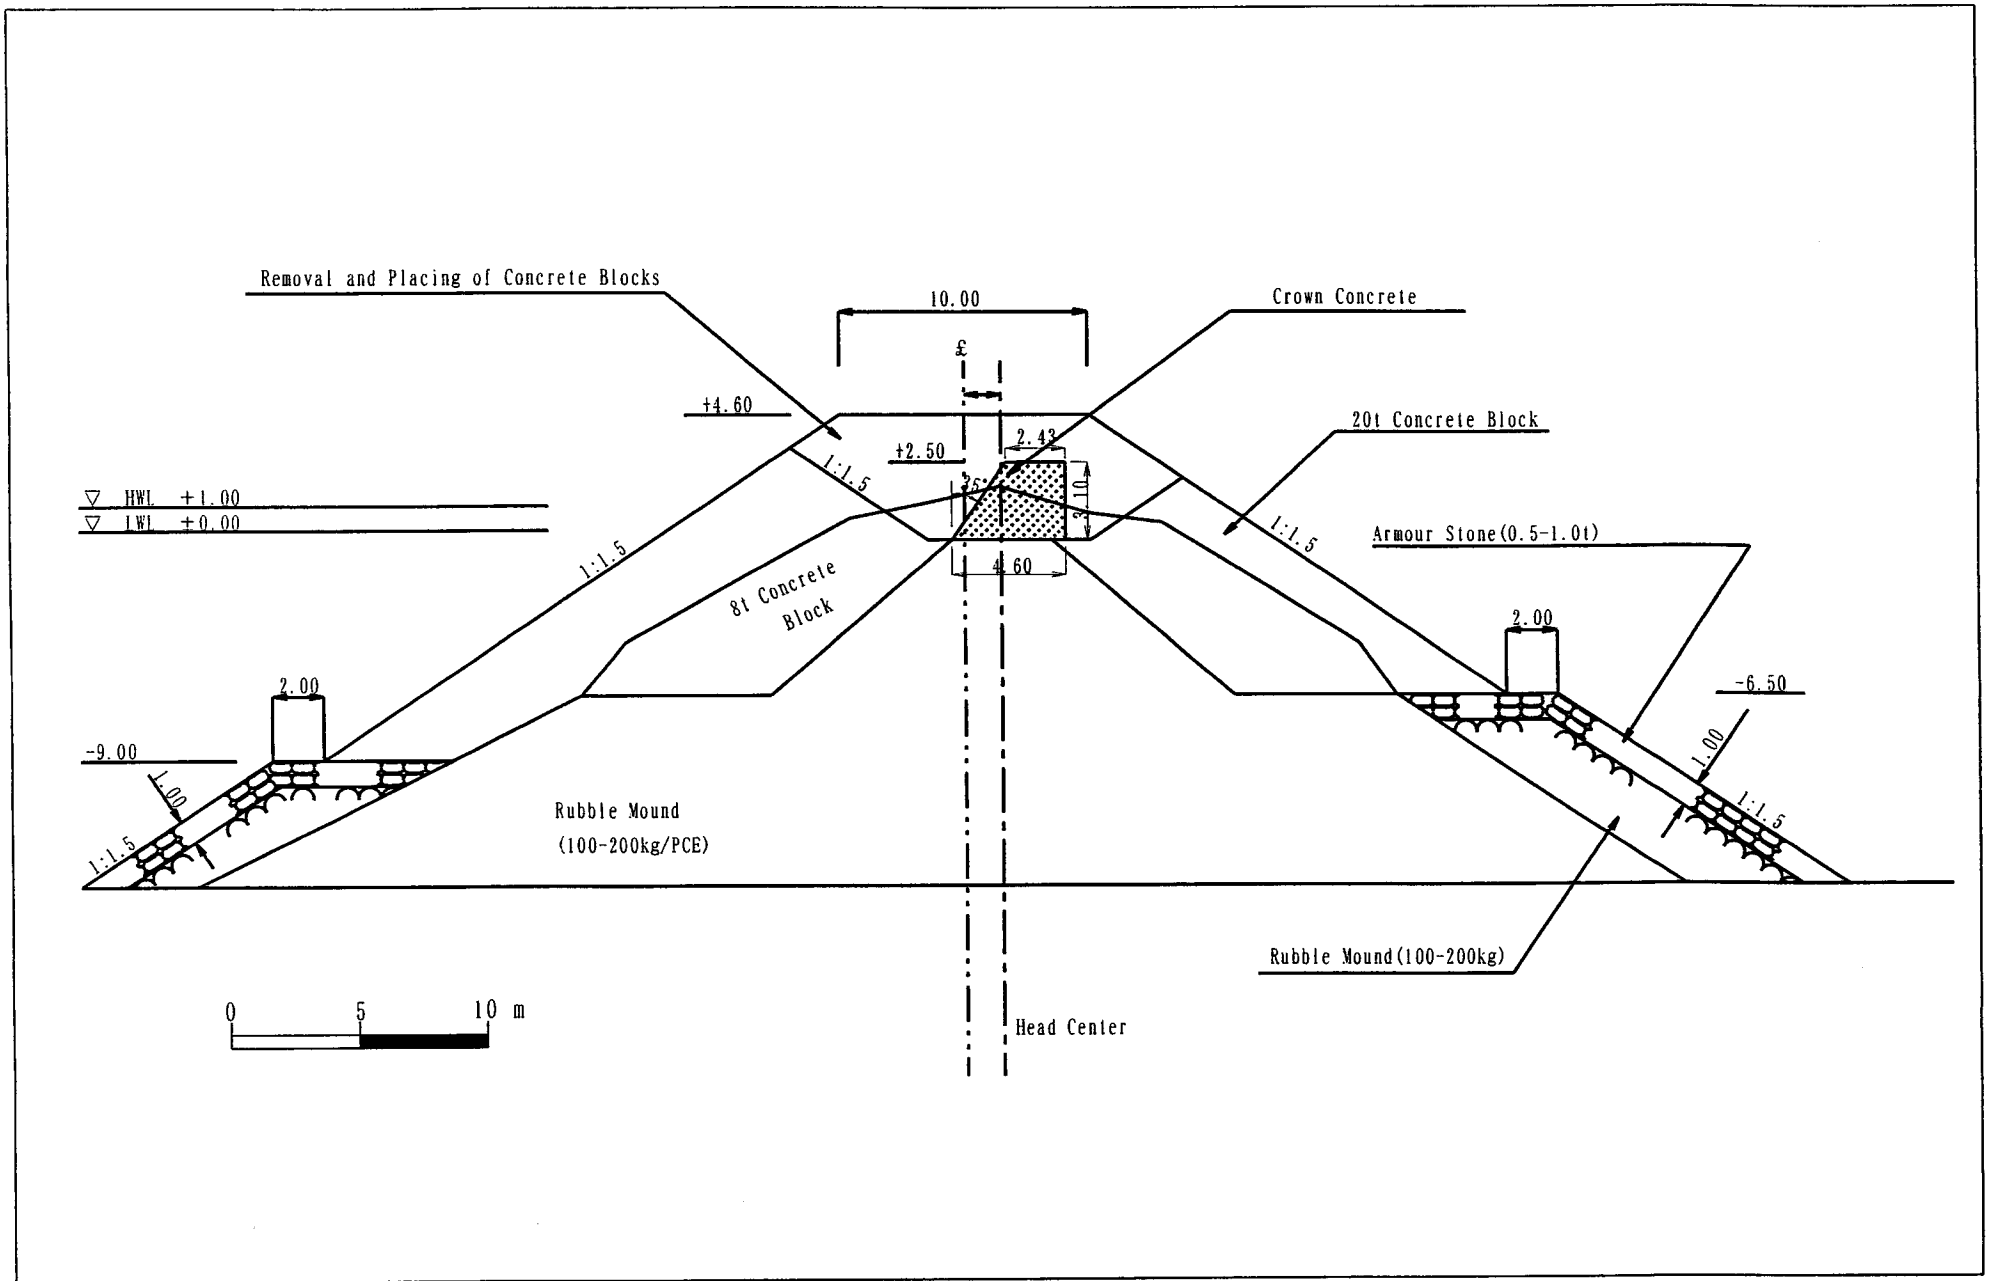 Removal and Placing of Concrete Blocks
10.00
Crown Concrete
£
+4.60
20t Concrete Block
2.43
+2.50
1:1.5
35°
3.10
▽ HWL +1.00
▽ LWL ±0.00
1:1.5
1:1.5
Armour Stone(0.5-1.0t)
4.60
8t Concrete
Block
2.00
2.00
-6.50
-9.00
1.00
1.00
1:1.5
1:1.5
Rubble Mound
(100-200kg/PCE)
Rubble Mound(100-200kg)
0 5 10 m
Head Center